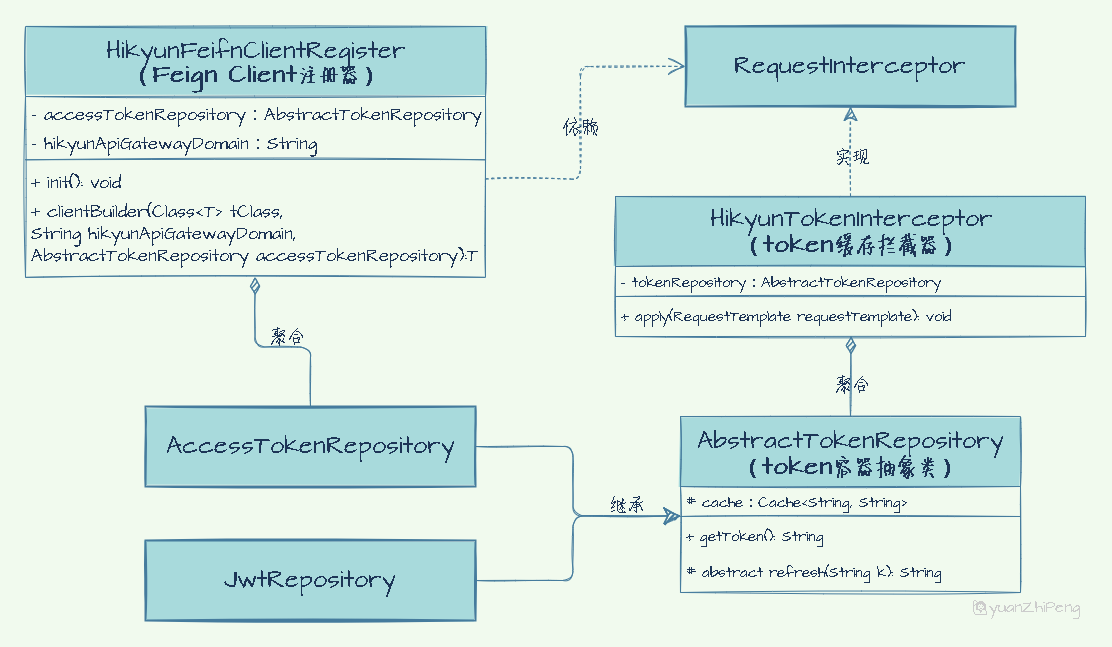 HikyunFeifnClientRegister
(Feign Client注册器)
- accessTokenRepository : AbstractTokenRepository
- hikyunApiGatewayDomain : String
+ init(): void
+ clientBuilder(Class<T> tClass,
String hikyunApiGatewayDomain,
AbstractTokenRepository accessTokenRepository):T
依赖
RequestInterceptor
实现
HikyunTokenInterceptor
(token缓存拦截器)
- tokenRepository : AbstractTokenRepository
+ apply(RequestTemplate requestTemplate): void
聚合
聚合
AccessTokenRepository
JwtRepository
继承
AbstractTokenRepository
(token容器抽象类)
# cache : Cache<String, String>
+ getToken(): String
# abstract refresh(String k): String
@yuanZhiPeng